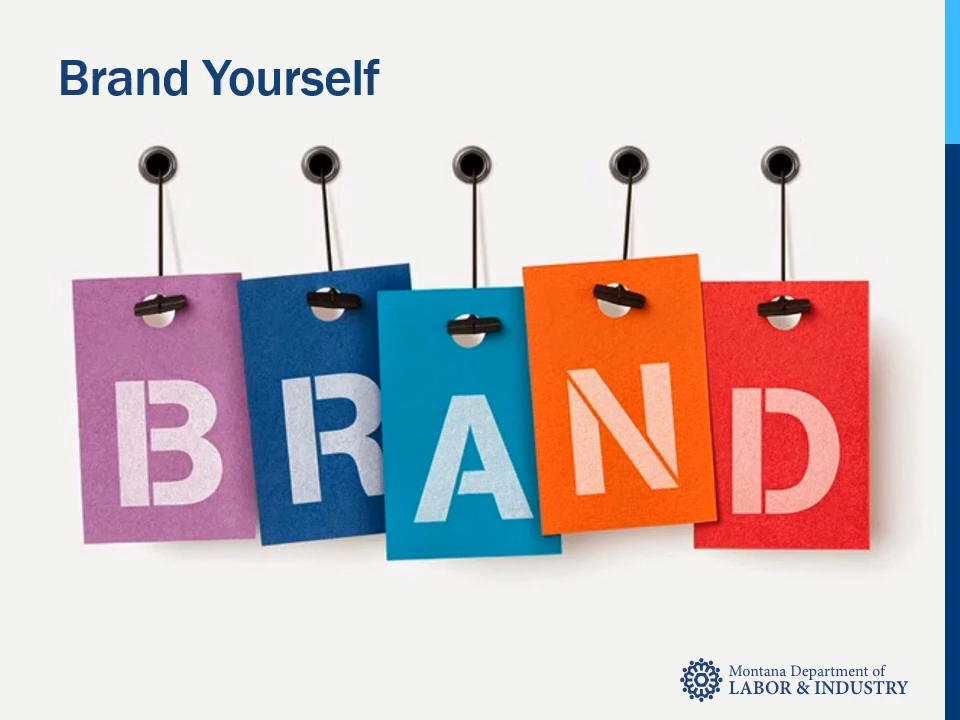 Brand Yourself
BRAND
Montana Department of
LABOR & INDUSTRY